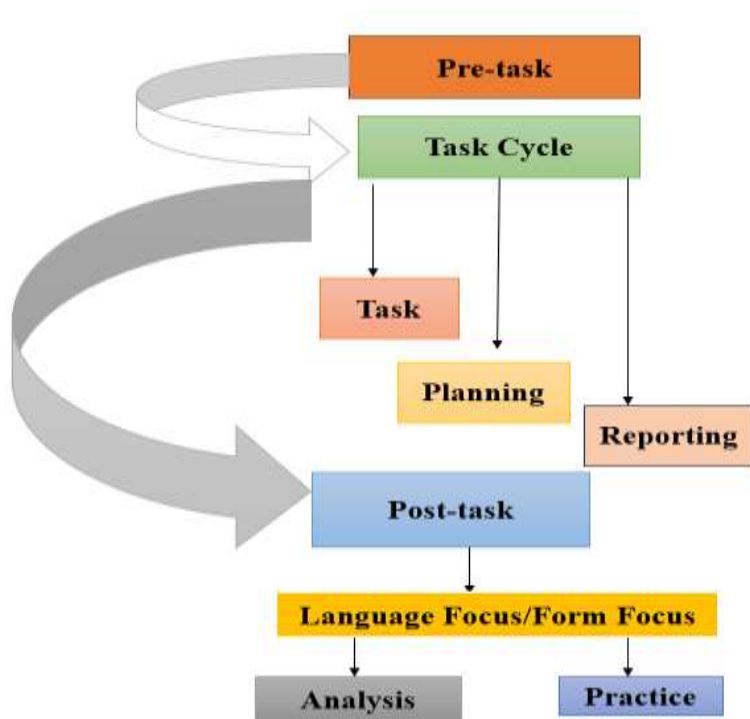 Pre-task
Task Cycle
Task
Planning
Reporting
Post-task
Language Focus/Form Focus
Analysis
Practice